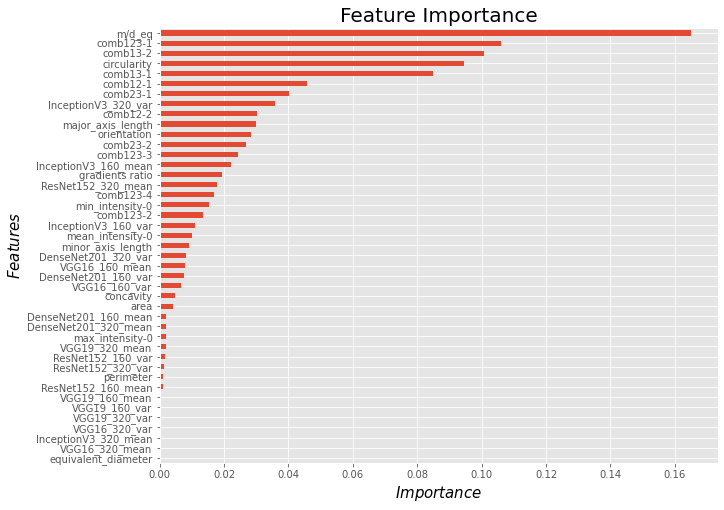 Feature Importance
m/d_eq
comb123-1
comb13-2
circularity
comb13-1
comb12-1
comb23-1
InceptionV3_320_var
comb12-2
major_axis_length
orientation
comb23-2
comb123-3
InceptionV3_160_mean
gradients ratio
ResNet152_320_mean
comb123-4
min_intensity-0
comb123-2
InceptionV3_160_var
mean_intensity-0
minor_axis_length
DenseNet201_320_var
VGG16_160_mean
DenseNet201_160_var
VGG16_160_var
concavity
area
DenseNet201_160_mean
DenseNet201_320_mean
max_intensity-0
VGG19_320_mean
ResNet152_160_var
ResNet152_320_var
perimeter
ResNet152_160_mean
VGG19_160_mean
VGG19_160_var
VGG19_320_var
VGG16_320_var
InceptionV3_320_mean
VGG16_320_mean
equivalent_diameter
Features
0.00 0.02 0.04 0.06 0.08 0.10 0.12 0.14 0.16
Importance